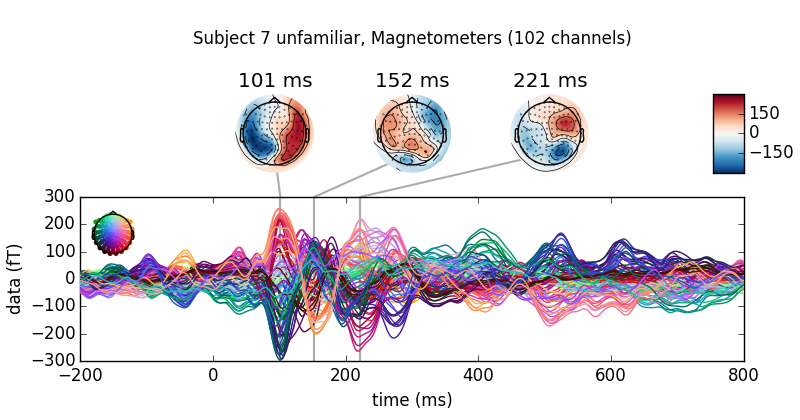 Subject 7 unfamiliar, Magnetometers (102 channels)
101 ms 152 ms 221 ms
150
0
−150
300
200
100
0
−100
−200
−300
data (fT)
−200 0 200 400 600 800
time (ms)